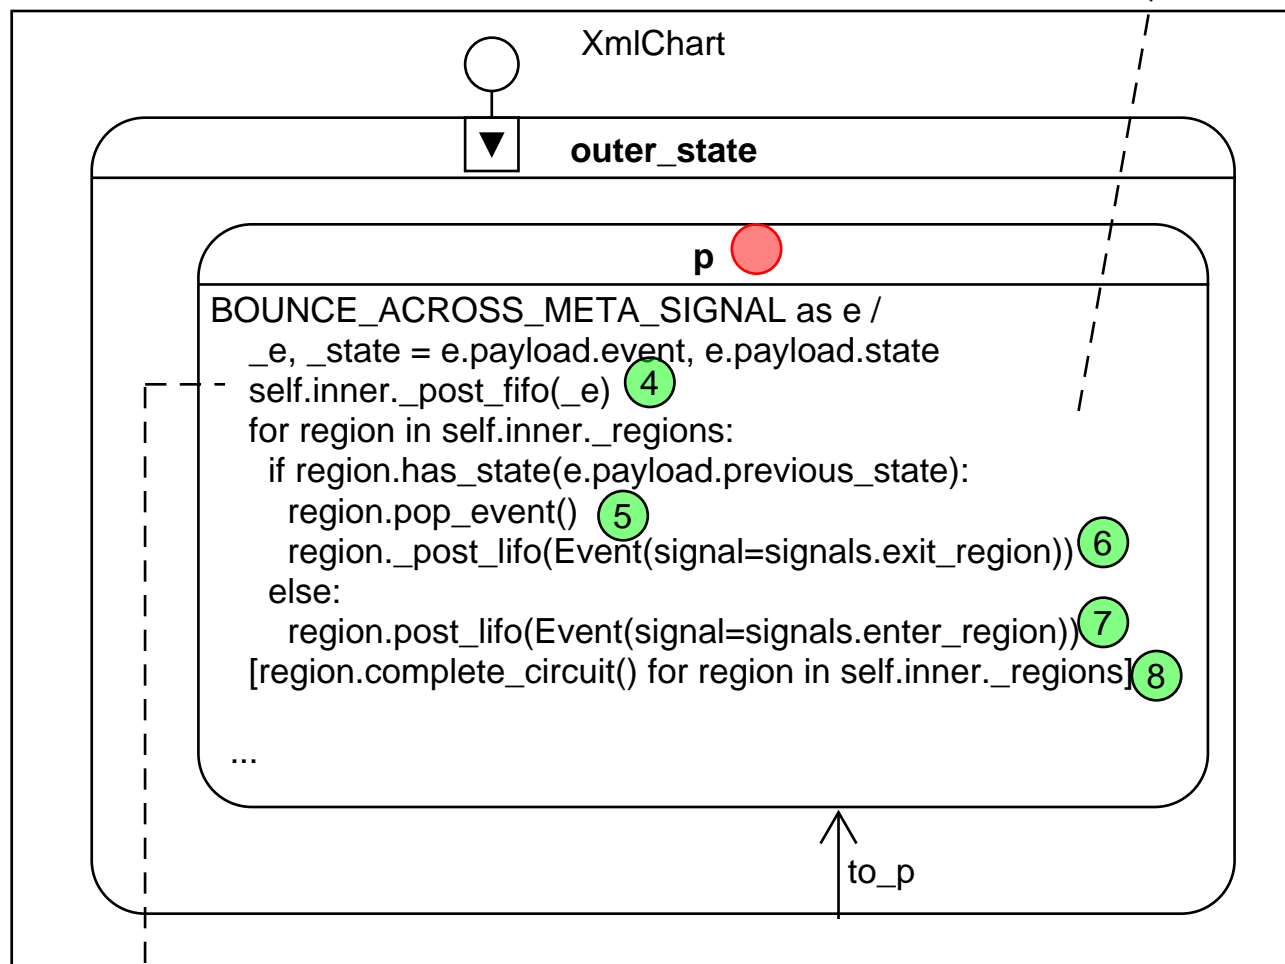 XmlChart
outer_state
p
BOUNCE_ACROSS_META_SIGNAL as e /
_e, _state = e.payload.event, e.payload.state
self.inner._post_fifo(_e) 4
for region in self.inner._regions:
if region.has_state(e.payload.previous_state):
region.pop_event() 5
region._post_lifo(Event(signal=signals.exit_region)) 6
else:
region.post_lifo(Event(signal=signals.enter_region)) 7
[region.complete_circuit() for region in self.inner._regions] 8
...
to_p